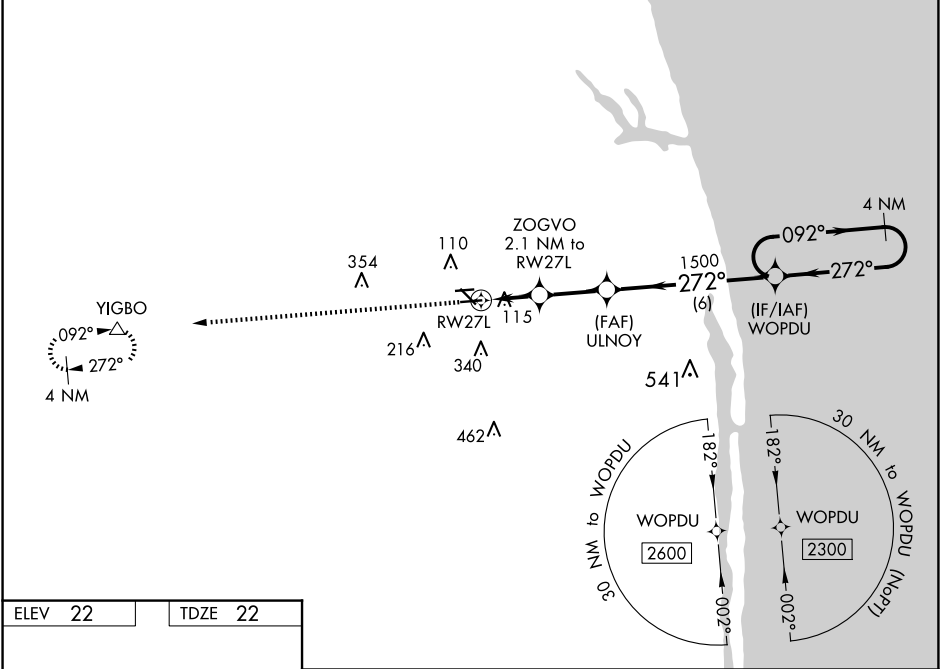 4 NM
092°
272°
ZOGVO
2.1 NM to
RW27L
110
354
1500
272°
(6)
(IF/IAF)
WOPDU
YIGBO
092°
272°
4 NM
RW27L
115
(FAF)
ULNOY
216
340
541
462
30 NM to WOPDU
182°
WOPDU
2600
002°
30 NM to WOPDU (NoPT)
182°
WOPDU
2300
002°
ELEV 22
TDZE 22